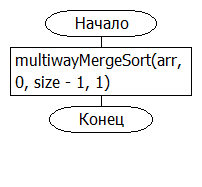 Начало
multiwayMergeSort(arr,
0, size - 1, 1)
Конец